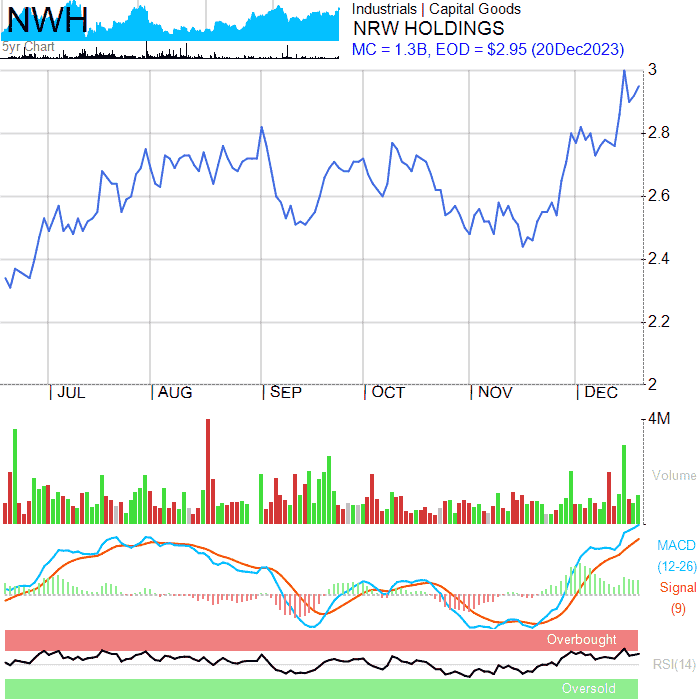 NWH
5yr Chart
Industrials | Capital Goods
NRW HOLDINGS
MC = 1.3B, EOD = $2.95 (20Dec2023)
3
2.8
2.6
2.4
2.2
2
JUL AUG SEP OCT NOV DEC
4M
Volume
MACD
(12-26)
Signal
(9)
Overbought
RSI(14)
Oversold